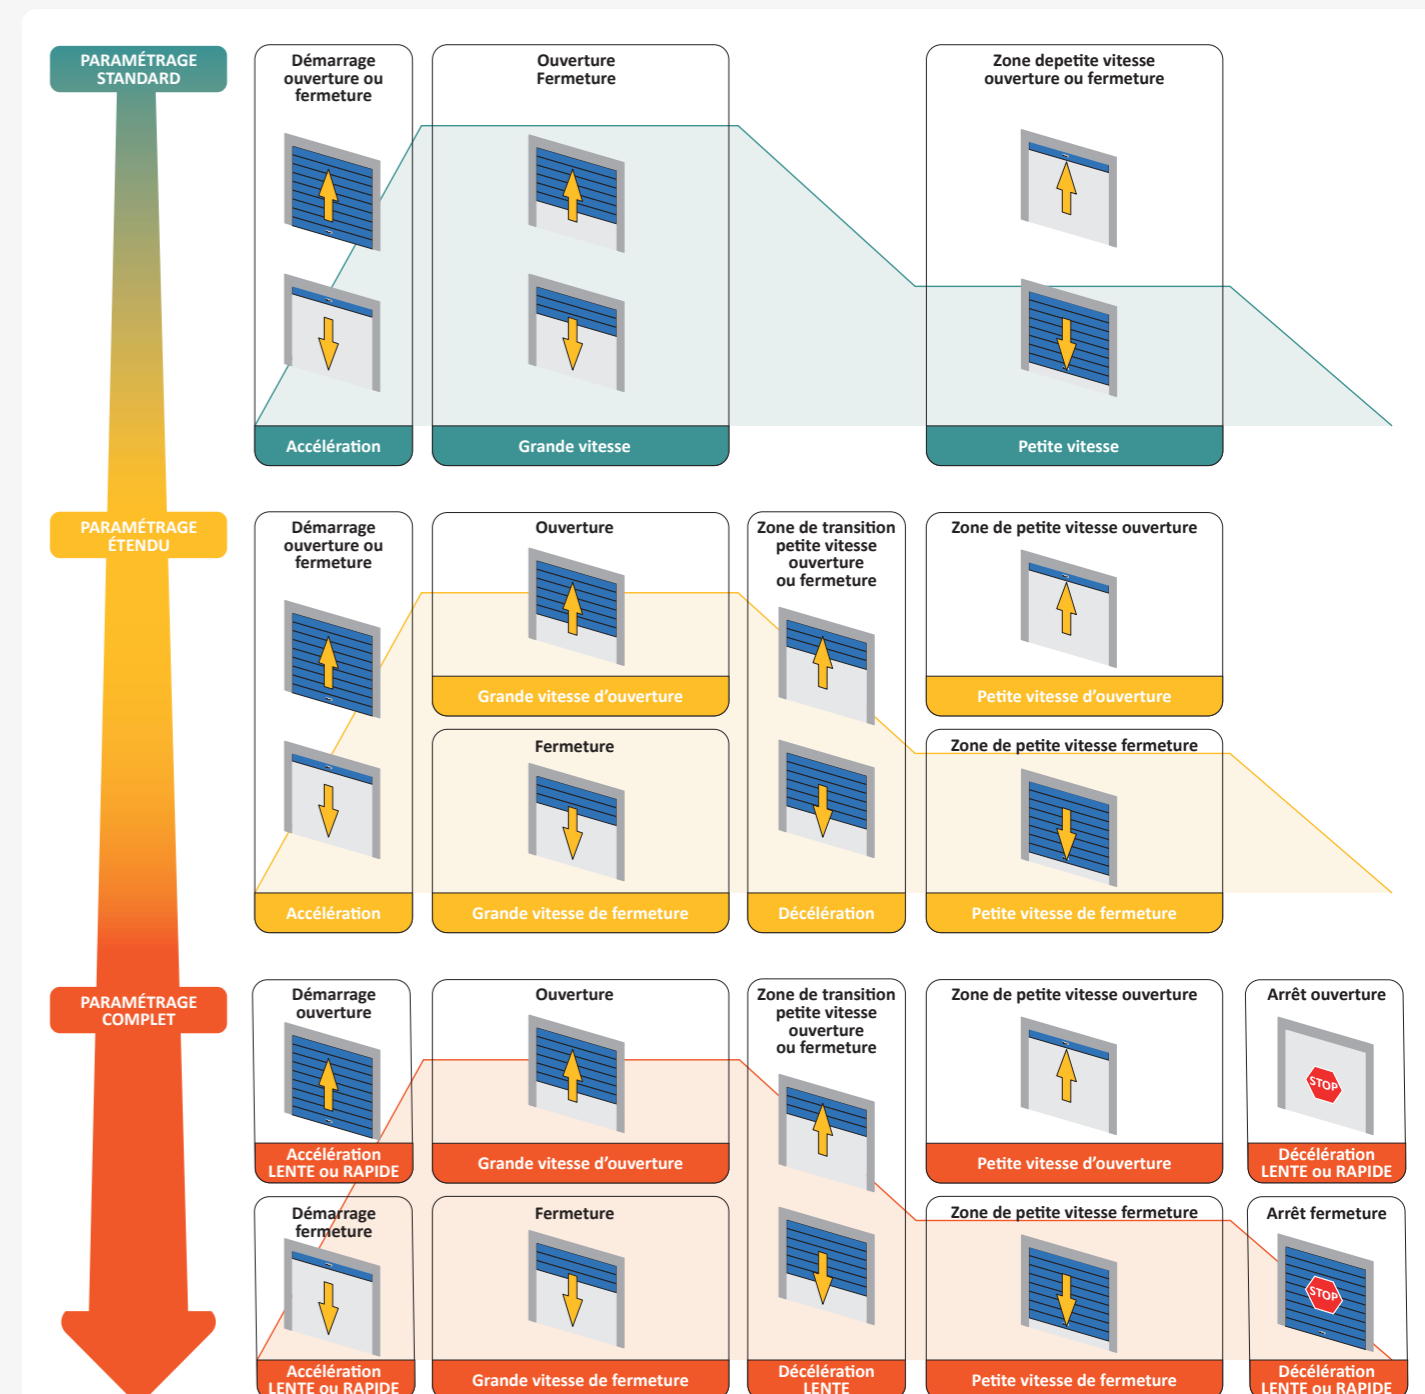 PARAMÉTRAGE
STANDARD
Démarrage
ouverture ou
fermeture
Accélération
Ouverture
Fermeture
Grande vitesse
Zone depetite vitesse
ouverture ou fermeture
Petite vitesse
PARAMÉTRAGE
ÉTENDU
Démarrage
ouverture ou
fermeture
Accélération
Ouverture
Grande vitesse d'ouverture
Fermeture
Grande vitesse de fermeture
Zone de transition
petite vitesse
ouverture
ou fermeture
Décélération
Zone de petite vitesse ouverture
Petite vitesse d'ouverture
Zone de petite vitesse fermeture
Petite vitesse de fermeture
PARAMÉTRAGE
COMPLET
Démarrage
ouverture
Accélération
LENTE ou RAPIDE
Démarrage
fermeture
Accélération
LENTE ou RAPIDE
Ouverture
Grande vitesse d'ouverture
Fermeture
Grande vitesse de fermeture
Zone de transition
petite vitesse
ouverture
ou fermeture
Décélération
LENTE
Zone de petite vitesse ouverture
Petite vitesse d'ouverture
Zone de petite vitesse fermeture
Petite vitesse de fermeture
Arrêt ouverture
STOP
Décélération
LENTE ou RAPIDE
Arrêt fermeture
STOP
Décélération
LENTE ou RAPIDE